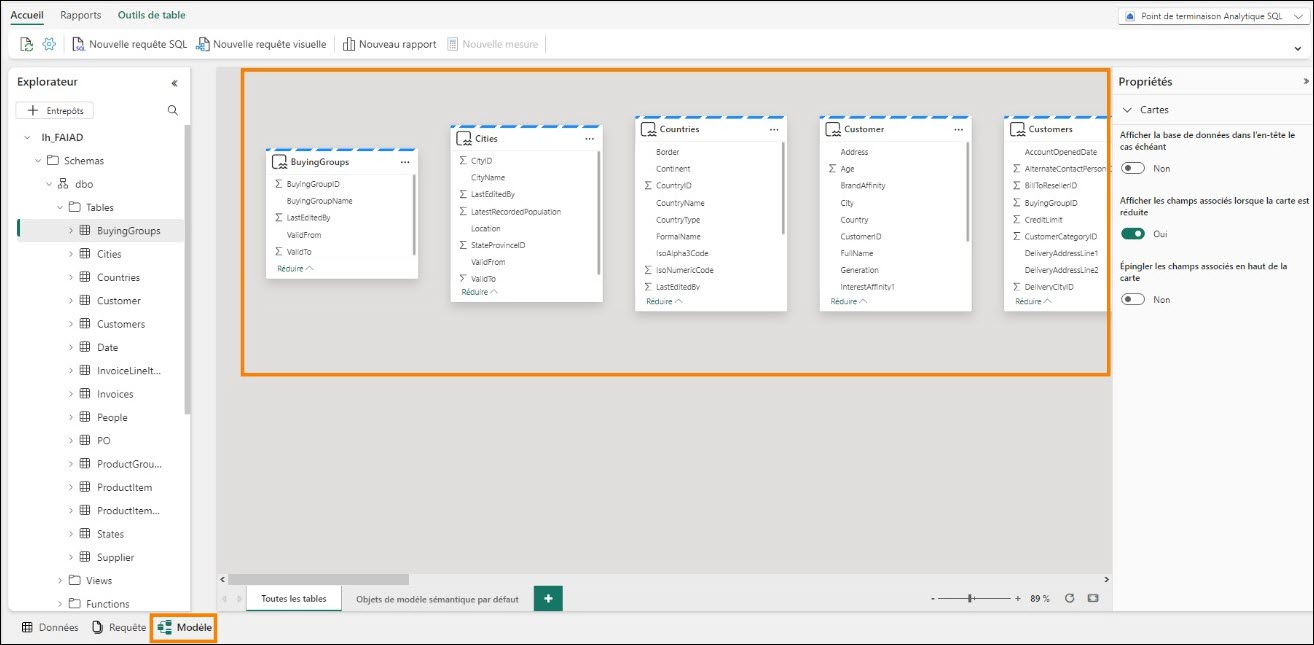 Accueil Rapports Outils de table
Point de terminaison Analytique SQL
Nouvelle requête SQL Nouvelle requête visuelle Nouveau rapport Nouvelle mesure
Explorateur
Entrepôts
lh_FAIAD
Schemas
dbo
Tables
BuyingGroups
Cities
Countries
Customer
Customers
Date
InvoiceLineIt...
Invoices
People
PO
ProductGrou...
ProductItem
ProductItem...
States
Supplier
Views
Functions
BuyingGroups
BuyingGroupID
BuyingGroupName
LastEditedBy
ValidFrom
ValidTo
Réduire
Cities
CityID
CityName
LastEditedBy
LatestRecordedPopulation
Location
StateProvinceID
ValidFrom
ValidTo
Réduire
Countries
Border
Continent
CountryID
CountryName
CountryType
FormalName
IsoAlpha3Code
IsoNumericCode
LastEditedBy
Réduire
Customer
Address
Age
BrandAffinity
City
Country
CustomerID
FullName
Generation
InterestAffinity1
Réduire
Customers
AccountOpenedDate
AlternateContactPerson
BillToResellerID
BuyingGroupID
CreditLimit
CustomerCategoryID
DeliveryAddressLine1
DeliveryAddressLine2
DeliveryCityID
Réduire
Propriétés
Cartes
Afficher la base de données dans l'en-tête le
cas échéant
Non
Afficher les champs associés lorsque la carte est
réduite
Oui
Épingler les champs associés en haut de la
carte
Non
Toutes les tables Objets de modèle sémantique par défaut +
- + 89 %
Données Requête Modèle